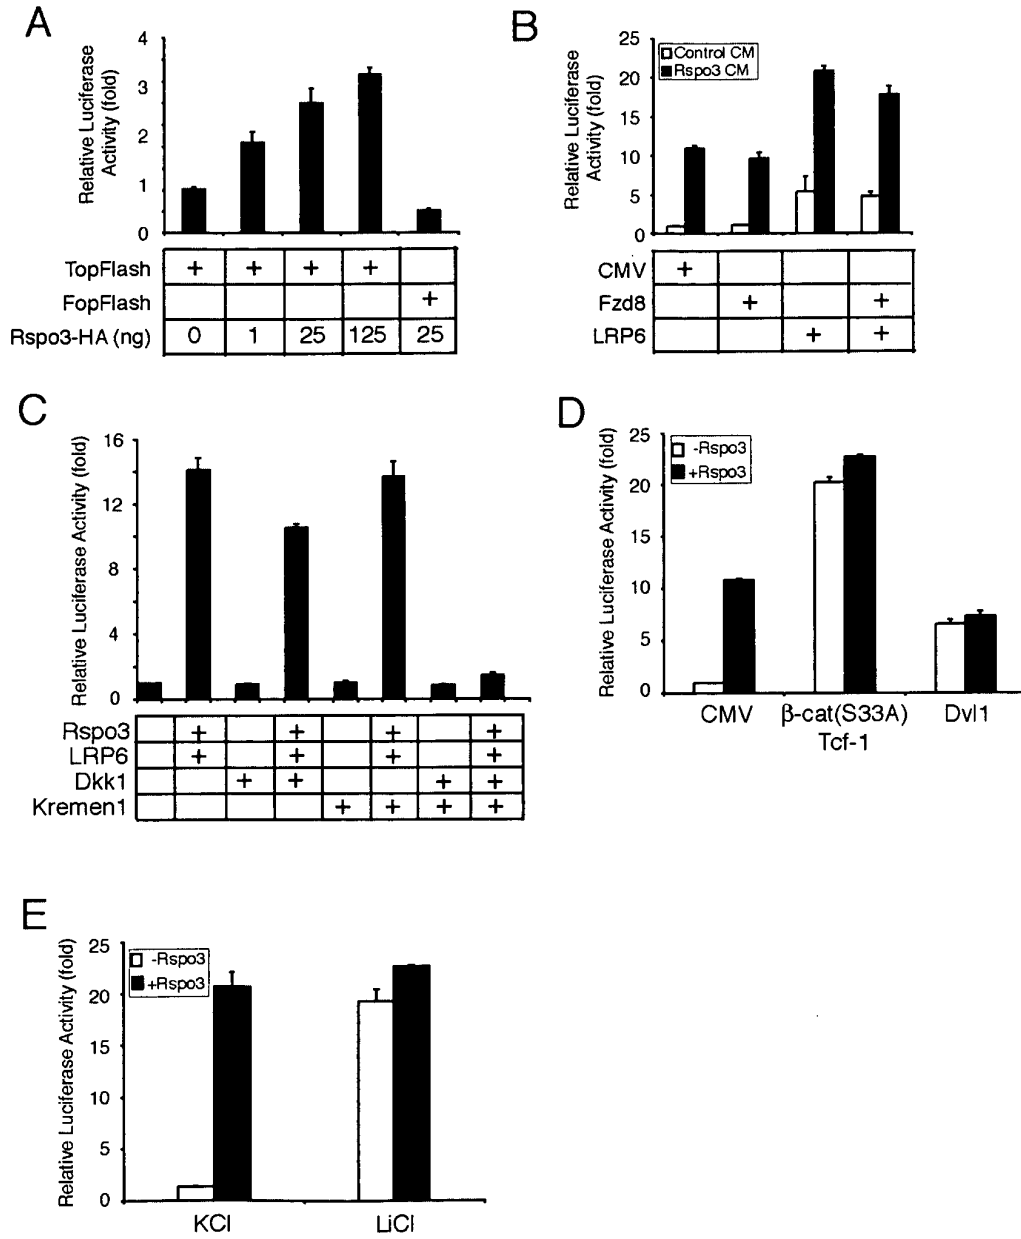 A
Relative Luciferase
Activity (fold)
4
3
2
1
0
TopFlash + + + +
FopFlash +
Rspo3-HA (ng) 0 1 25 125 25
B
Relative Luciferase
Activity (fold)
25
20
15
10
5
0
Control CM
Rspo3 CM
CMV +
Fzd8 + +
LRP6 + +
C
Relative Luciferase Activity (fold)
16
12
8
4
0
Rspo3 + + + +
LRP6 + + + +
Dkk1 + + + +
Kremen1 + + + +
D
Relative Luciferase Activity (fold)
25
20
15
10
5
0
-Rspo3
+Rspo3
CMV β-cat(S33A) Dvl1
Tcf-1
E
Relative Luciferase Activity (fold)
25
20
15
10
5
0
-Rspo3
+Rspo3
KCl LiCl